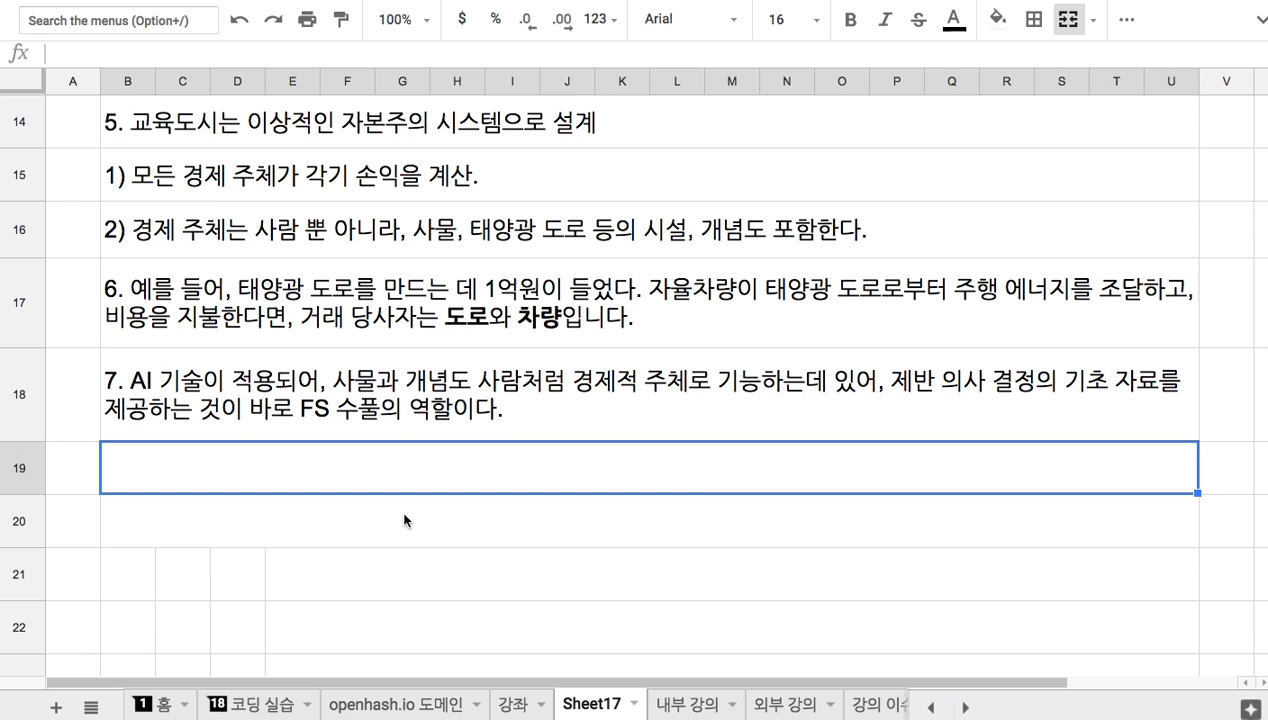 Search the menus (Option+/)
100%
$
%
.0
.00
123
Arial
16
B
I
S
A
fx
A B C D E F G H I J K L M N O P Q R S T U V
14
5. 교육도시는 이상적인 자본주의 시스템으로 설계
15
1) 모든 경제 주체가 각기 손익을 계산.
16
2) 경제 주체는 사람 뿐 아니라, 사물, 태양광 도로 등의 시설, 개념도 포함한다.
17
6. 예를 들어, 태양광 도로를 만드는 데 1억원이 들었다. 자율차량이 태양광 도로로부터 주행 에너지를 조달하고,
비용을 지불한다면, 거래 당사자는 도로와 차량입니다.
18
7. AI 기술이 적용되어, 사물과 개념도 사람처럼 경제적 주체로 기능하는데 있어, 제반 의사 결정의 기초 자료를
제공하는 것이 바로 FS 수풀의 역할이다.
19
20
21
22
1 홈
18 코딩 실습
openhash.io 도메인
강좌
Sheet17
내부 강의
외부 강의
강의 이수